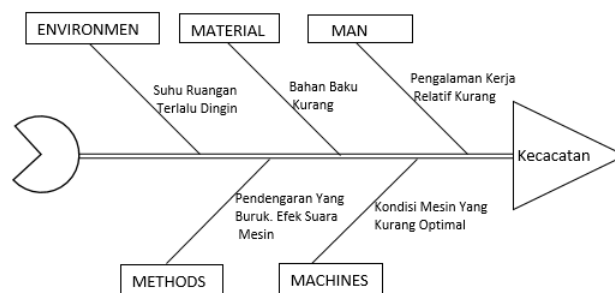 ENVIRONMEN
MATERIAL
MAN
Suhu Ruangan
Terlalu Dingin
Bahan Baku
Kurang
Pengalaman Kerja
Relatif Kurang
Kecacatan
Pendengaran Yang
Buruk. Efek Suara
Mesin
Kondisi Mesin Yang
Kurang Optimal
METHODS
MACHINES